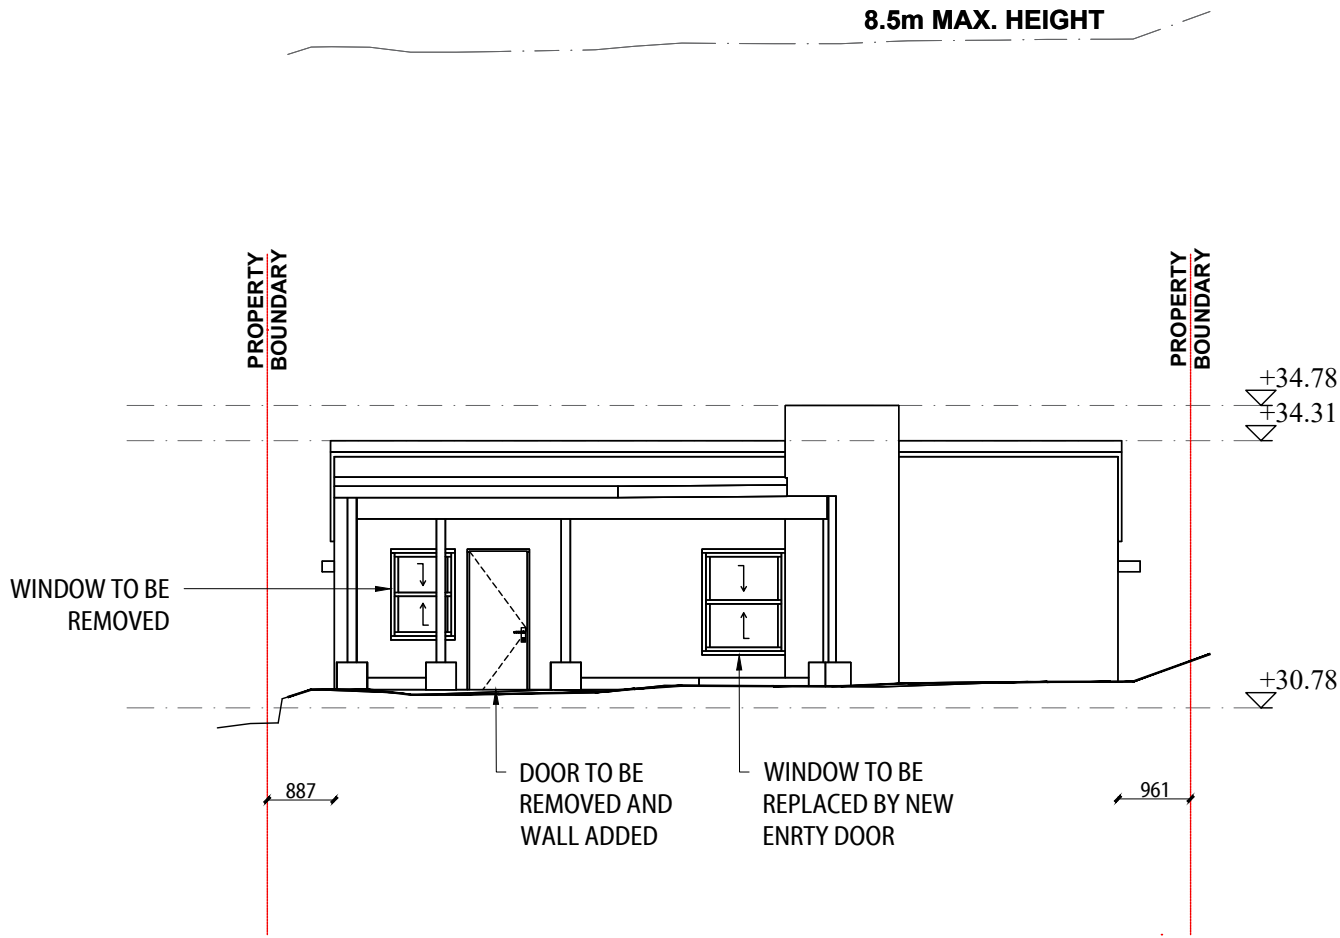 8.5m MAX. HEIGHT
PROPERTY
BOUNDARY
PROPERTY
BOUNDARY
+34.78
+34.31
WINDOW TO BE
REMOVED
+30.78
DOOR TO BE
REMOVED AND
WALL ADDED
WINDOW TO BE
REPLACED BY NEW
ENRTY DOOR
887
961